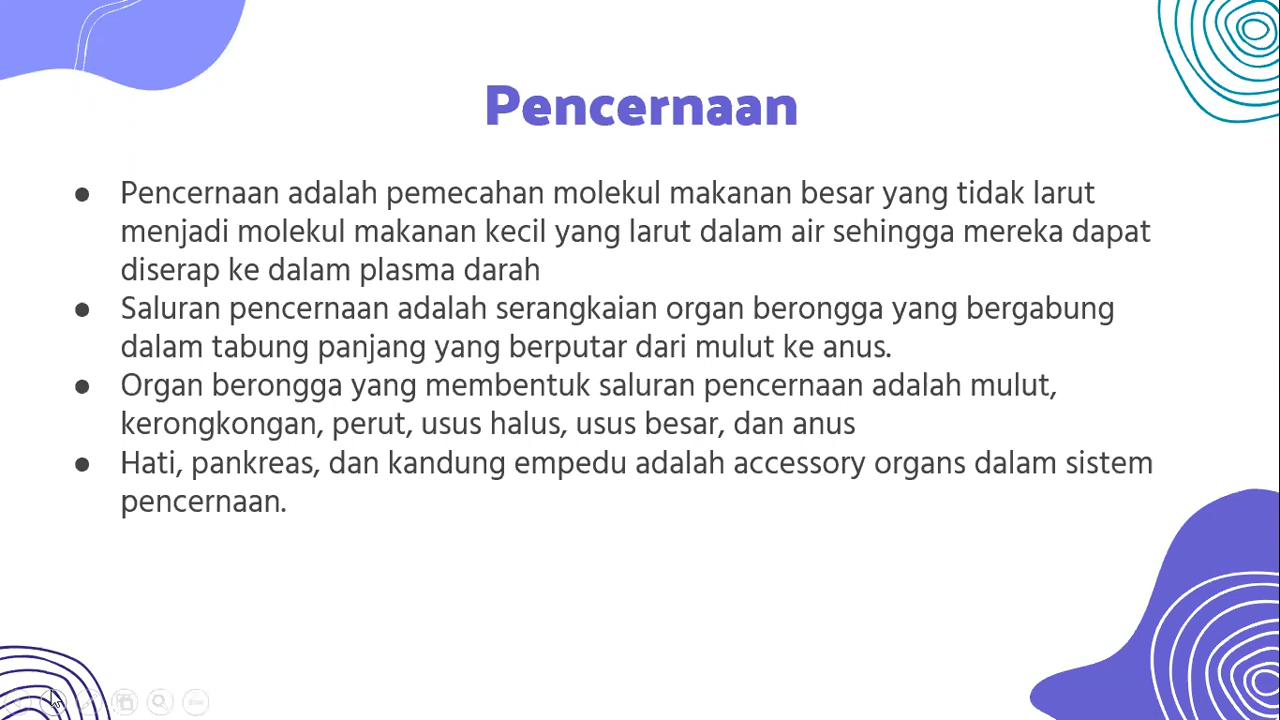 Pencernaan
● Pencernaan adalah pemecahan molekul makanan besar yang tidak larut
menjadi molekul makanan kecil yang larut dalam air sehingga mereka dapat
diserap ke dalam plasma darah
● Saluran pencernaan adalah serangkaian organ berongga yang bergabung
dalam tabung panjang yang berputar dari mulut ke anus.
● Organ berongga yang membentuk saluran pencernaan adalah mulut,
kerongkongan, perut, usus halus, usus besar, dan anus
● Hati, pankreas, dan kandung empedu adalah accessory organs dalam sistem
pencernaan.